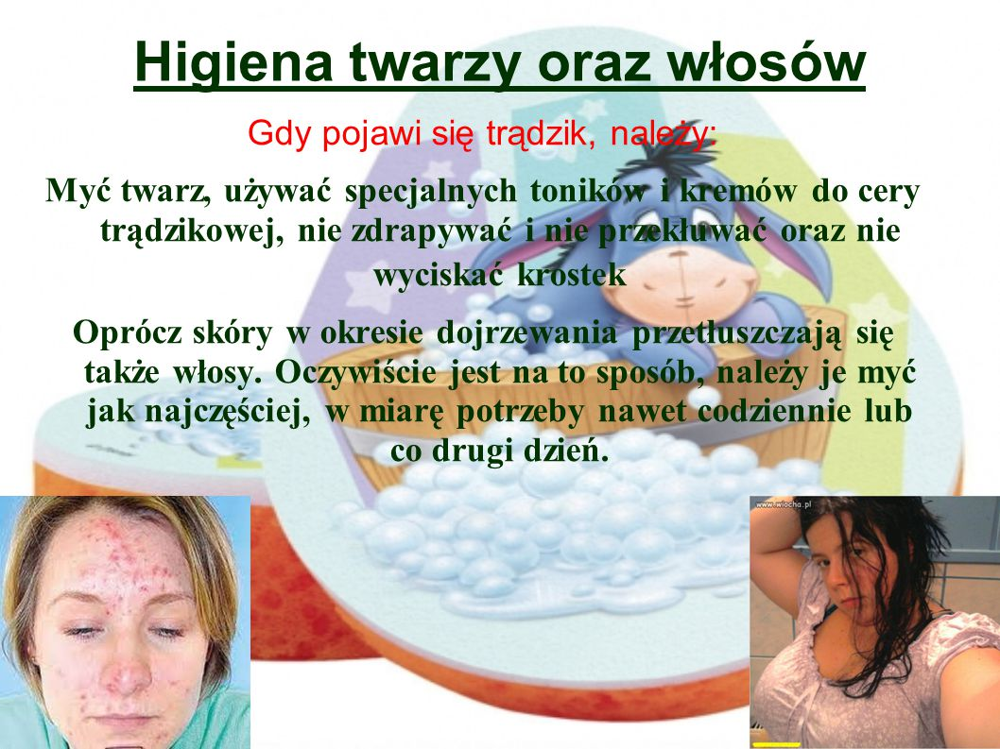 Higiena twarzy oraz włosów
Gdy pojawi się trądzik, należy:
Myć twarz, używać specjalnych toników i kremów do cery
trądzikowej, nie zdrapywać i nie przekłuwać oraz nie
wyciskać krostek
Oprócz skóry w okresie dojrzewania przetłuszczają się
także włosy. Oczywiście jest na to sposób, należy je myć
jak najczęściej, w miarę potrzeby nawet codziennie lub
co drugi dzień.
www.wiocha.pl